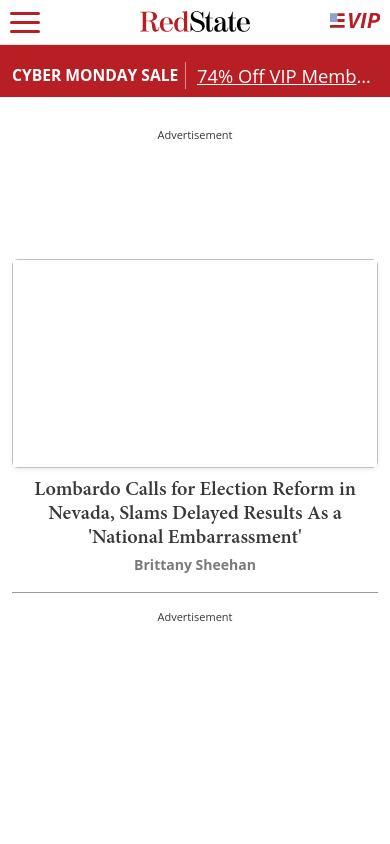 RedState
VIP
CYBER MONDAY SALE
74% Off VIP Memb...
Advertisement
Lombardo Calls for Election Reform in
Nevada, Slams Delayed Results As a
'National Embarrassment'
Brittany Sheehan
Advertisement